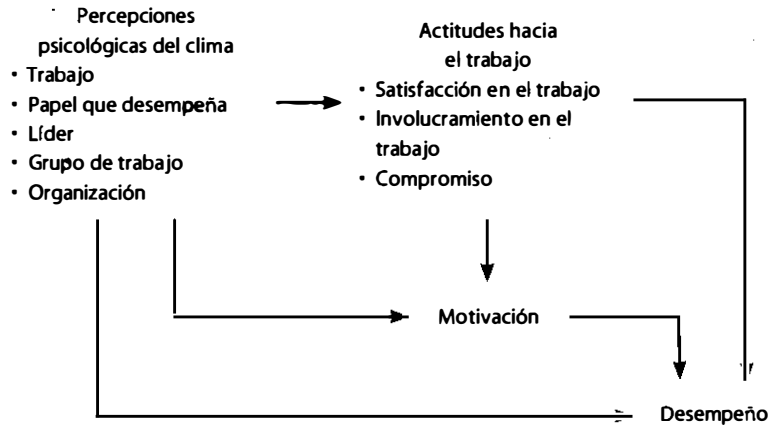 Percepciones
psicológicas del clima
• Trabajo
• Papel que desempeña
• Líder
• Grupo de trabajo
• Organización
Actitudes hacia
el trabajo
• Satisfacción en el trabajo
• Involucramiento en el
trabajo
• Compromiso
Motivación
Desempeño